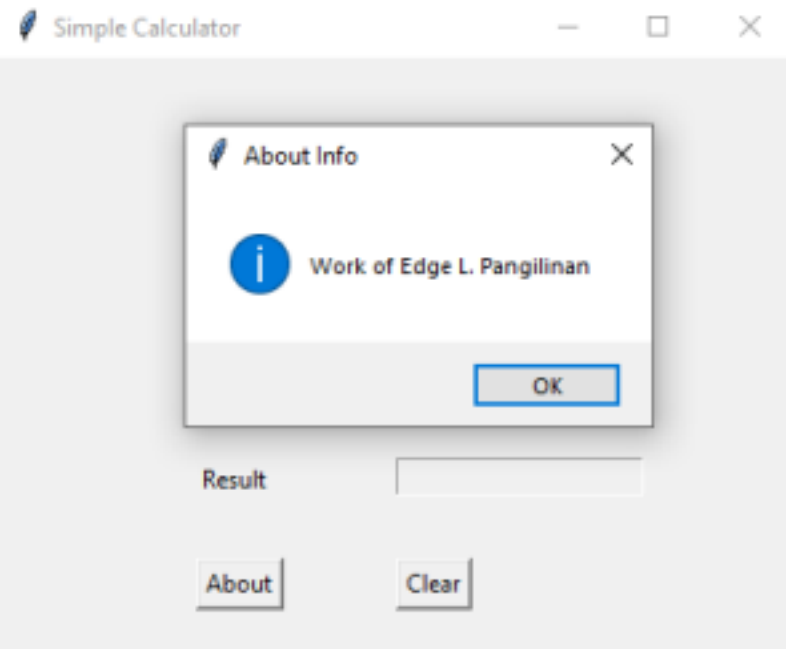 Simple Calculator
About Info
Work of Edge L. Pangilinan
OK
Result
About
Clear